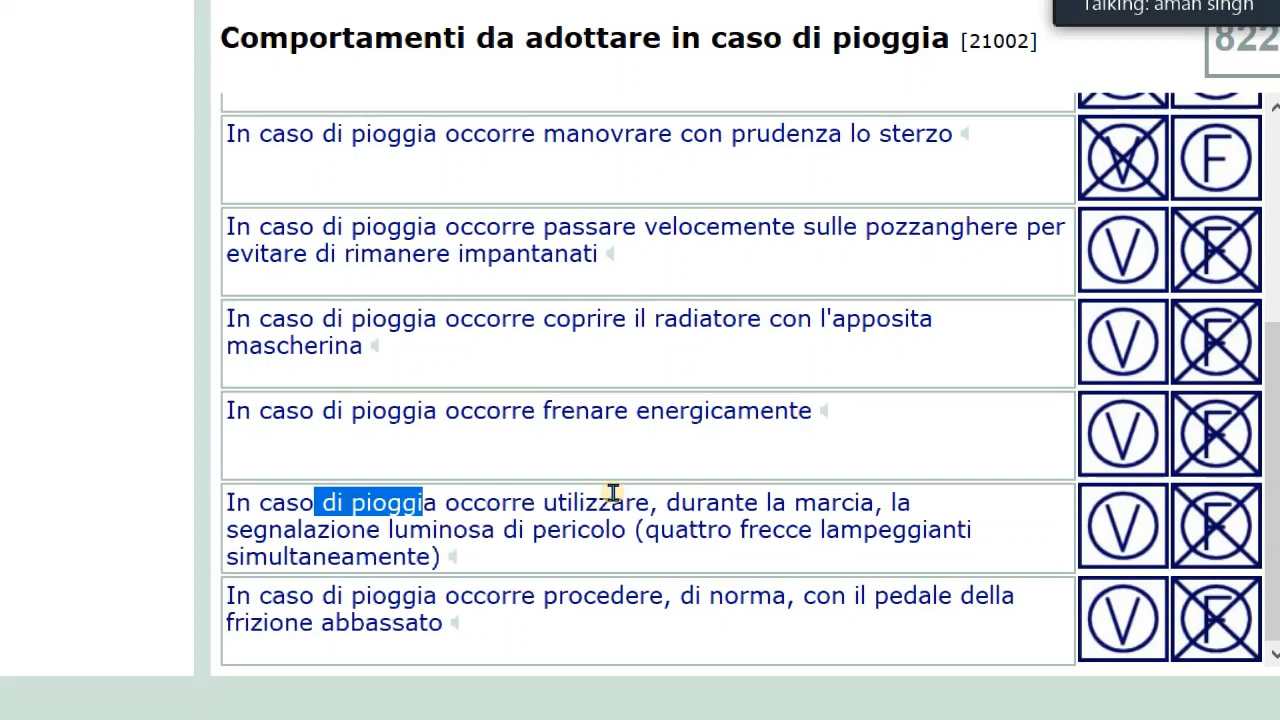 Talking: aman singh
Comportamenti da adottare in caso di pioggia [21002]
822
In caso di pioggia occorre manovrare con prudenza lo sterzo
V F
In caso di pioggia occorre passare velocemente sulle pozzanghere per
evitare di rimanere impantanati
V F
In caso di pioggia occorre coprire il radiatore con l'apposita
mascherina
V F
In caso di pioggia occorre frenare energicamente
V F
In caso di pioggia occorre utilizzare, durante la marcia, la
segnalazione luminosa di pericolo (quattro frecce lampeggianti
simultaneamente)
V F
In caso di pioggia occorre procedere, di norma, con il pedale della
frizione abbassato
V F